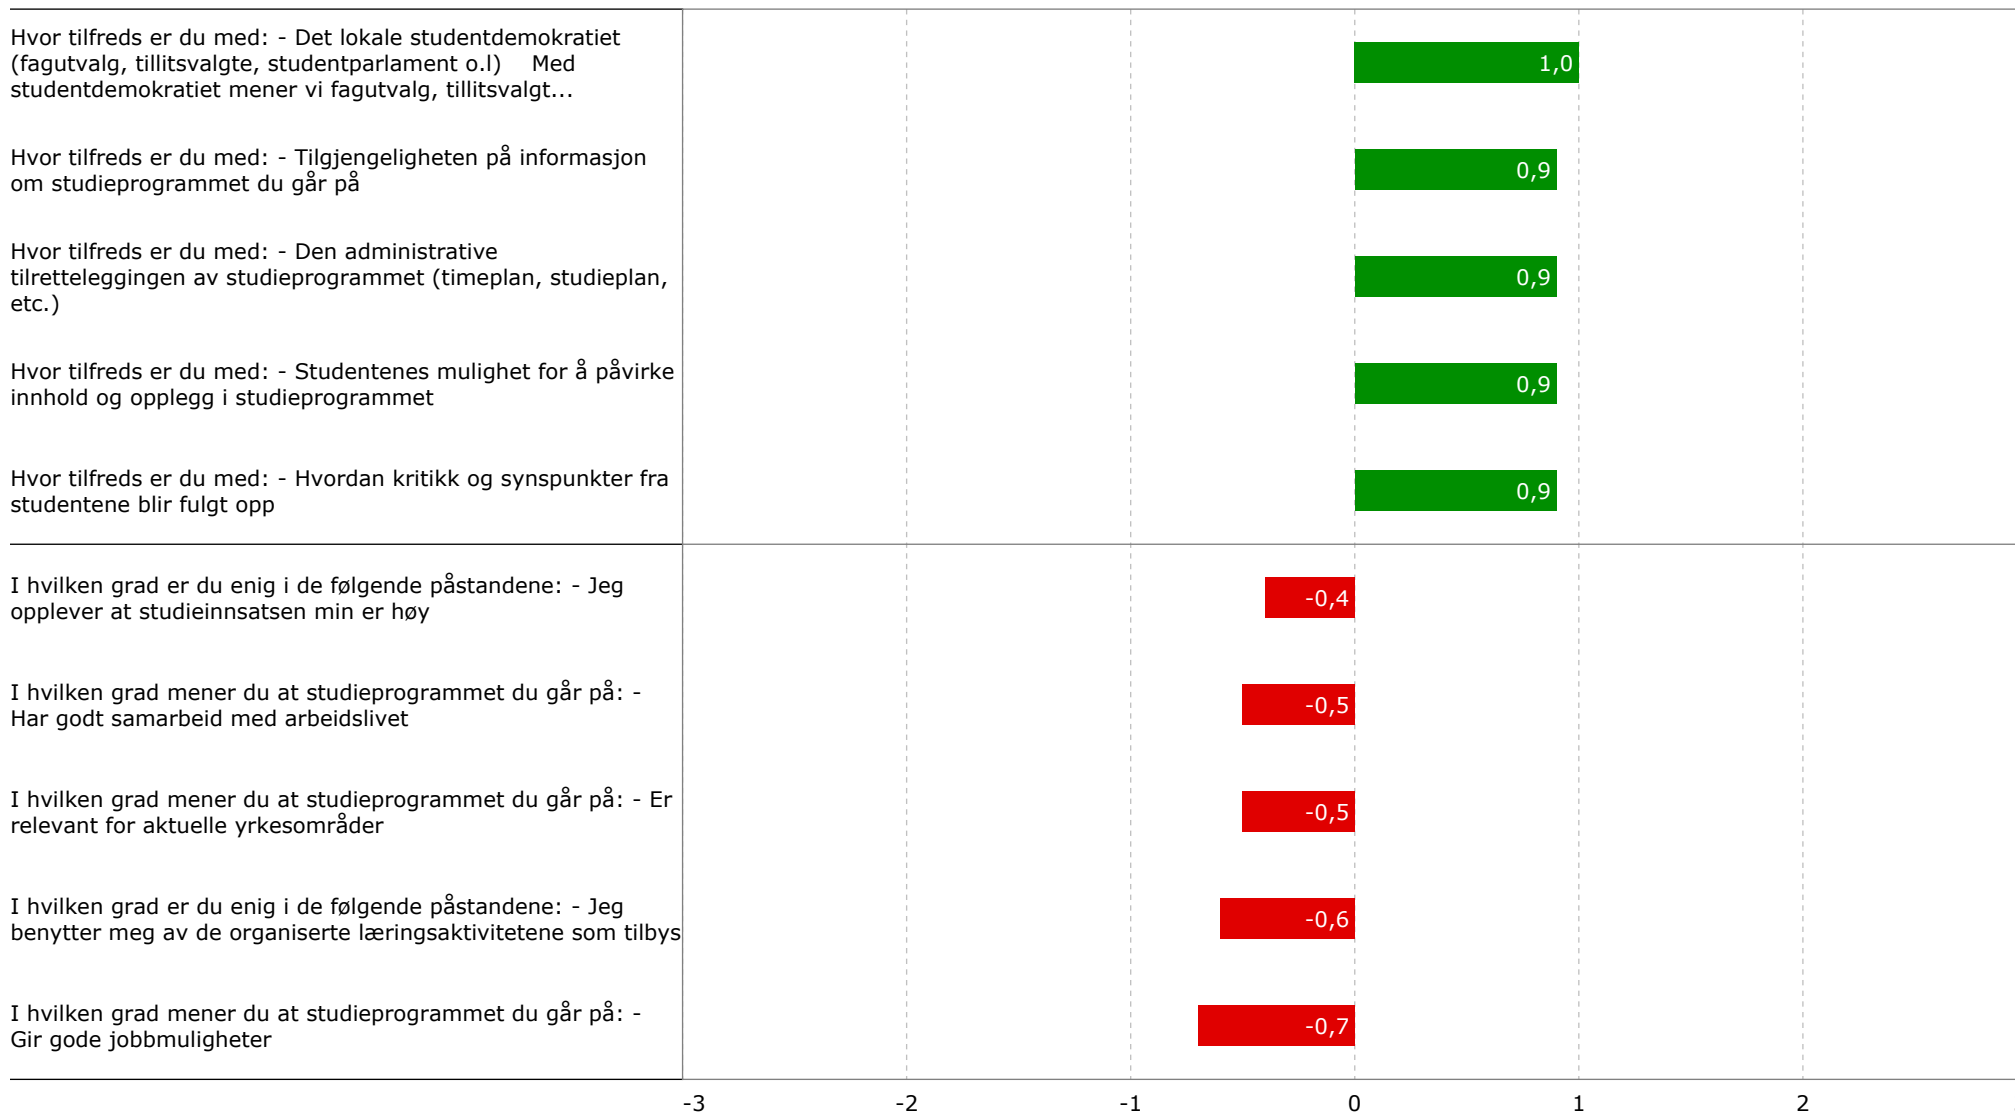 Hvor tilfreds er du med: - Det lokale studentdemokratiet
(fagutvalg, tillitsvalgte, studentparlament o.l)    Med
studentdemokratiet mener vi fagutvalg, tillitsvalgt...
1,0
Hvor tilfreds er du med: - Tilgjengeligheten på informasjon
om studieprogrammet du går på
0,9
Hvor tilfreds er du med: - Den administrative
tilretteleggingen av studieprogrammet (timeplan, studieplan,
etc.)
0,9
Hvor tilfreds er du med: - Studentenes mulighet for å påvirke
innhold og opplegg i studieprogrammet
0,9
Hvor tilfreds er du med: - Hvordan kritikk og synspunkter fra
studentene blir fulgt opp
0,9
I hvilken grad er du enig i de følgende påstandene: - Jeg
opplever at studieinnsatsen min er høy
-0,4
I hvilken grad mener du at studieprogrammet du går på: -
Har godt samarbeid med arbeidslivet
-0,5
I hvilken grad mener du at studieprogrammet du går på: - Er
relevant for aktuelle yrkesområder
-0,5
I hvilken grad er du enig i de følgende påstandene: - Jeg
benytter meg av de organiserte læringsaktivitetene som tilbys
-0,6
I hvilken grad mener du at studieprogrammet du går på: -
Gir gode jobbmuligheter
-0,7
-3 -2 -1 0 1 2